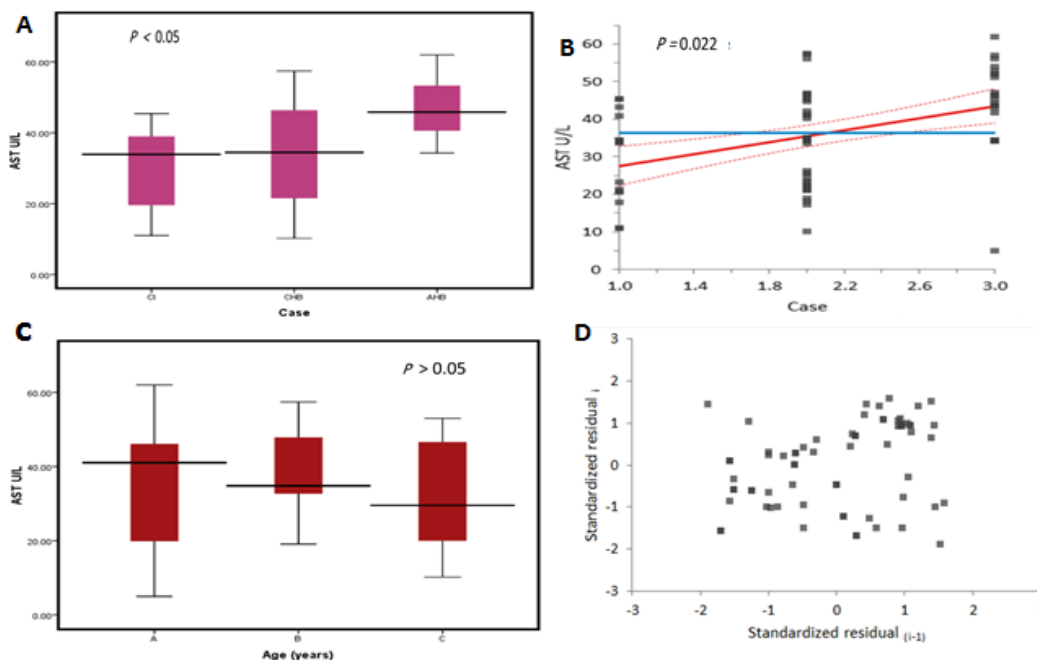 A
P < 0.05
60.00
40.00
20.00
0.00
AST U/L
CI CHB AHB
Case
B
P = 0.022 :
60
50
40
30
20
10
0
AST U/L
1.0 1.4 1.8 2.2 2.6 3.0
Case
C
P > 0.05
60.00
40.00
20.00
0.00
AST U/L
A B C
Age (years)
D
3
2
1
0
-1
-2
-3
Standardized residual i
-3 -2 -1 0 1 2
Standardized residual (i-1)